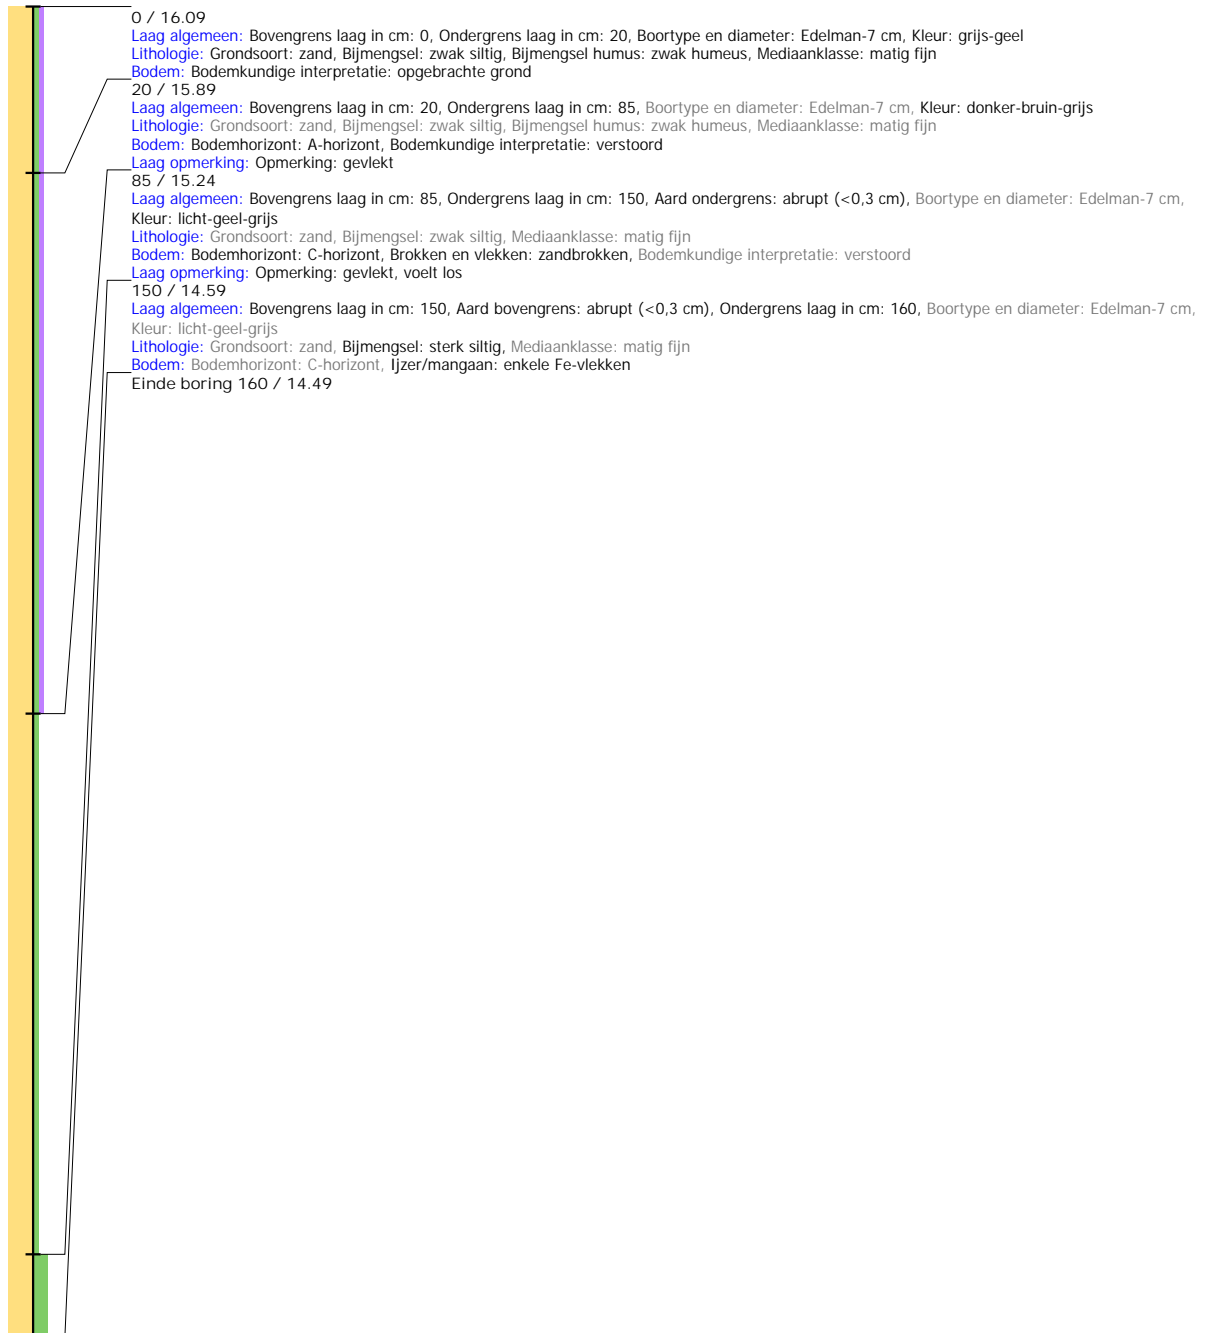 0 / 16.09
Laag algemeen: Bovengrens laag in cm: 0, Ondergrens laag in cm: 20, Boortype en diameter: Edelman-7 cm, Kleur: grijs-geel
Lithologie: Grondsoort: zand, Bijmengsel: zwak siltig, Bijmengsel humus: zwak humeus, Mediaanklasse: matig fijn
Bodem: Bodemkundige interpretatie: opgebrachte grond
20 / 15.89
Laag algemeen: Bovengrens laag in cm: 20, Ondergrens laag in cm: 85, Boortype en diameter: Edelman-7 cm, Kleur: donker-bruin-grijs
Lithologie: Grondsoort: zand, Bijmengsel: zwak siltig, Bijmengsel humus: zwak humeus, Mediaanklasse: matig fijn
Bodem: Bodemhorizont: A-horizont, Bodemkundige interpretatie: verstoord
Laag opmerking: Opmerking: gevlekt
85 / 15.24
Laag algemeen: Bovengrens laag in cm: 85, Ondergrens laag in cm: 150, Aard ondergrens: abrupt (<0,3 cm), Boortype en diameter: Edelman-7 cm,
Kleur: licht-geel-grijs
Lithologie: Grondsoort: zand, Bijmengsel: zwak siltig, Mediaanklasse: matig fijn
Bodem: Bodemhorizont: C-horizont, Brokken en vlekken: zandbrokken, Bodemkundige interpretatie: verstoord
Laag opmerking: Opmerking: gevlekt, voelt los
150 / 14.59
Laag algemeen: Bovengrens laag in cm: 150, Aard bovengrens: abrupt (<0,3 cm), Ondergrens laag in cm: 160, Boortype en diameter: Edelman-7 cm,
Kleur: licht-geel-grijs
Lithologie: Grondsoort: zand, Bijmengsel: sterk siltig, Mediaanklasse: matig fijn
Bodem: Bodemhorizont: C-horizont, Ijzer/mangaan: enkele Fe-vlekken
Einde boring 160 / 14.49